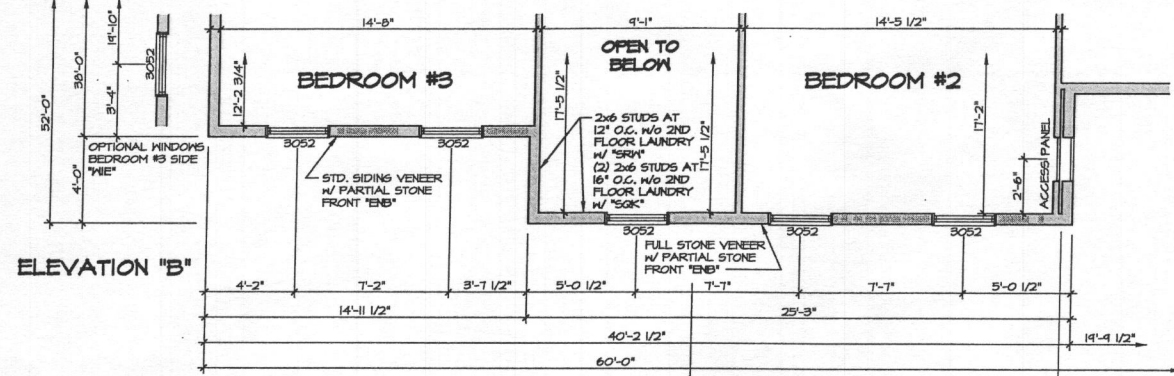 14'-8"
9'-1"
14'-5 1/2"
19'-10"
3052
3'-4"
38'-0"
52'-0"
4'-0"
OPTIONAL WINDOWS
BEDROOM #3 SIDE
"WIE"
12'-2 3/4"
BEDROOM #3
OPEN TO
BELOW
BEDROOM #2
17'-5 1/2"
17'-5 1/2"
17'-2"
2x6 STUDS AT
12" O.C. W/O 2ND
FLOOR LAUNDRY
W/ "SRW"
(2) 2x6 STUDS AT
16" O.C. W/O 2ND
FLOOR LAUNDRY
W/ "SQK"
ACCESS PANEL
2'-6"
3052
3052
STD. SIDING VENEER
W/ PARTIAL STONE
FRONT "ENB"
3052
3052
3052
FULL STONE VENEER
W/ PARTIAL STONE
FRONT "ENB"
ELEVATION "B"
4'-2"
7'-2"
3'-7 1/2"
5'-0 1/2"
7'-7"
7'-7"
5'-0 1/2"
14'-11 1/2"
25'-3"
40'-2 1/2"
19'-9 1/2"
60'-0"